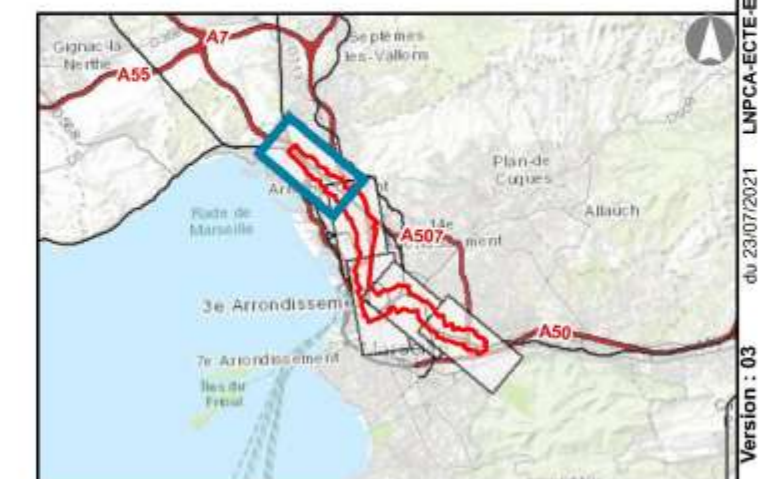 Gignac-la
Nerthe
A7
Septèmes
les-Vallons
A55
Plan-de
Cuques
Allauch
Rade de
Marseille
14e
A507
3e Arrondissem
7e Arrondissement
A50
Îles du
Frioul
LNPCA-ECTE-E
du 23/07/2021
Version : 03